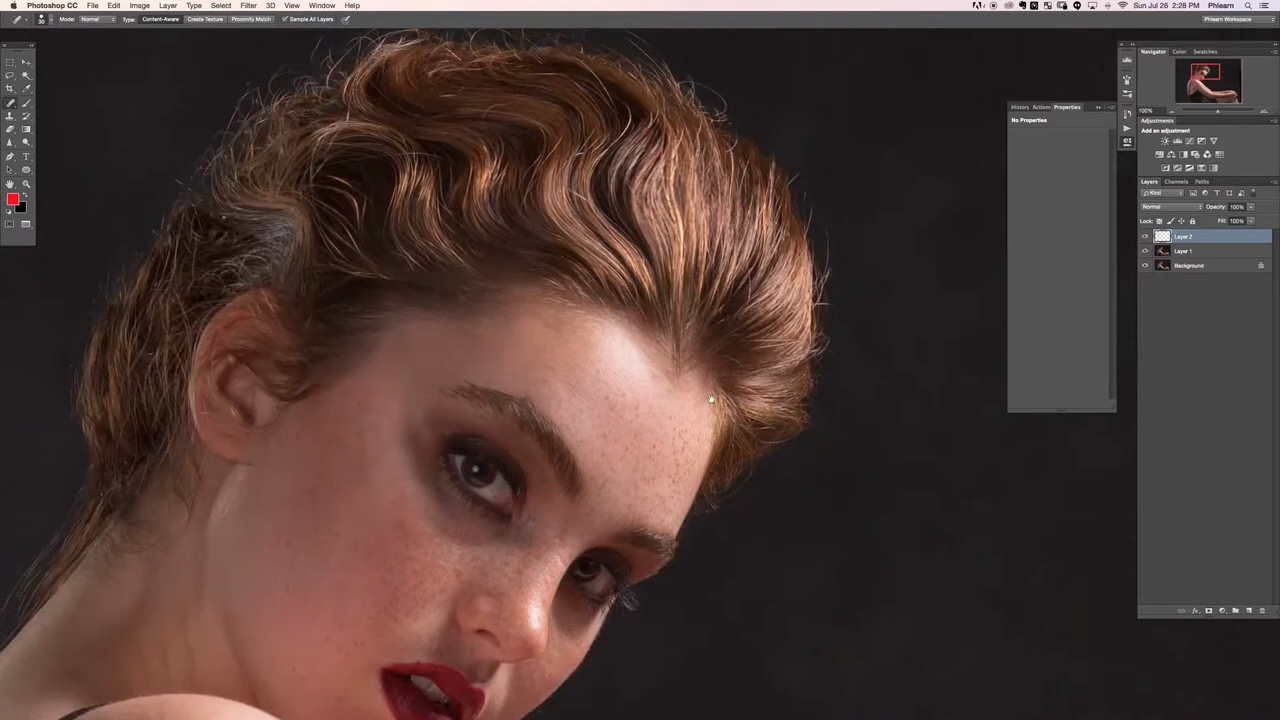 Photoshop CC File Edit Image Layer Type Select Filter 3D View Window Help Sun Jul 26 2:28 PM Phlearn
30 Mode: Normal Type: Content-Aware Create Texture Proximity Match Sample All Layers Phlearn Workspace
Navigator Color Swatches
History Actions Properties
No Properties
100%
Adjustments
Add an adjustment
Layers Channels Paths
Kind
Normal Opacity: 100%
Lock: Fill: 100%
Layer 2
Layer 1
Background